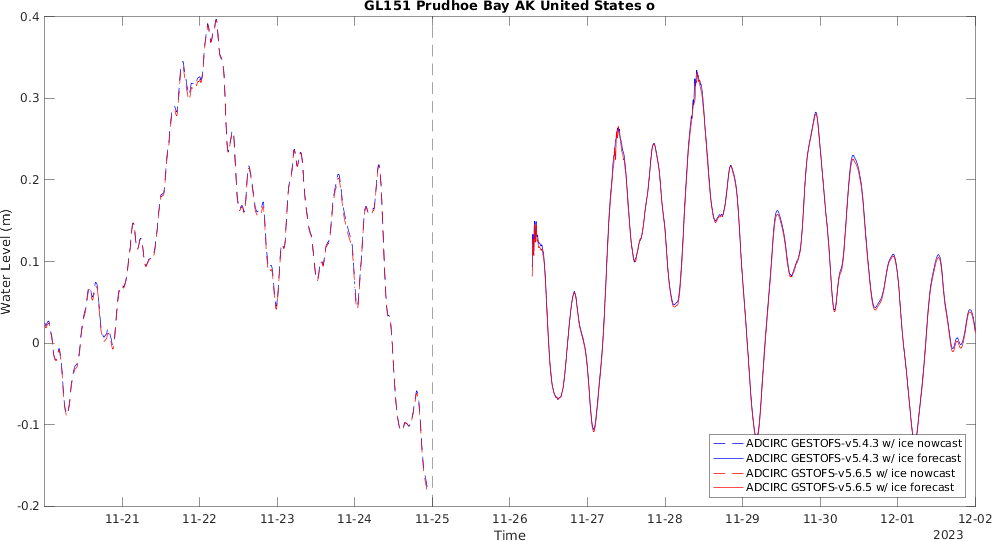 GL151 Prudhoe Bay AK United States o
Water Level (m)
0.4
0.3
0.2
0.1
0
-0.1
-0.2
11-21
11-22
11-23
11-24
11-25
11-26
11-27
11-28
11-29
11-30
12-01
12-02
Time
2023
ADCIRC GESTOFS-v5.4.3 w/ ice nowcast
ADCIRC GESTOFS-v5.4.3 w/ ice forecast
ADCIRC GSTOFS-v5.6.5 w/ ice nowcast
ADCIRC GSTOFS-v5.6.5 w/ ice forecast